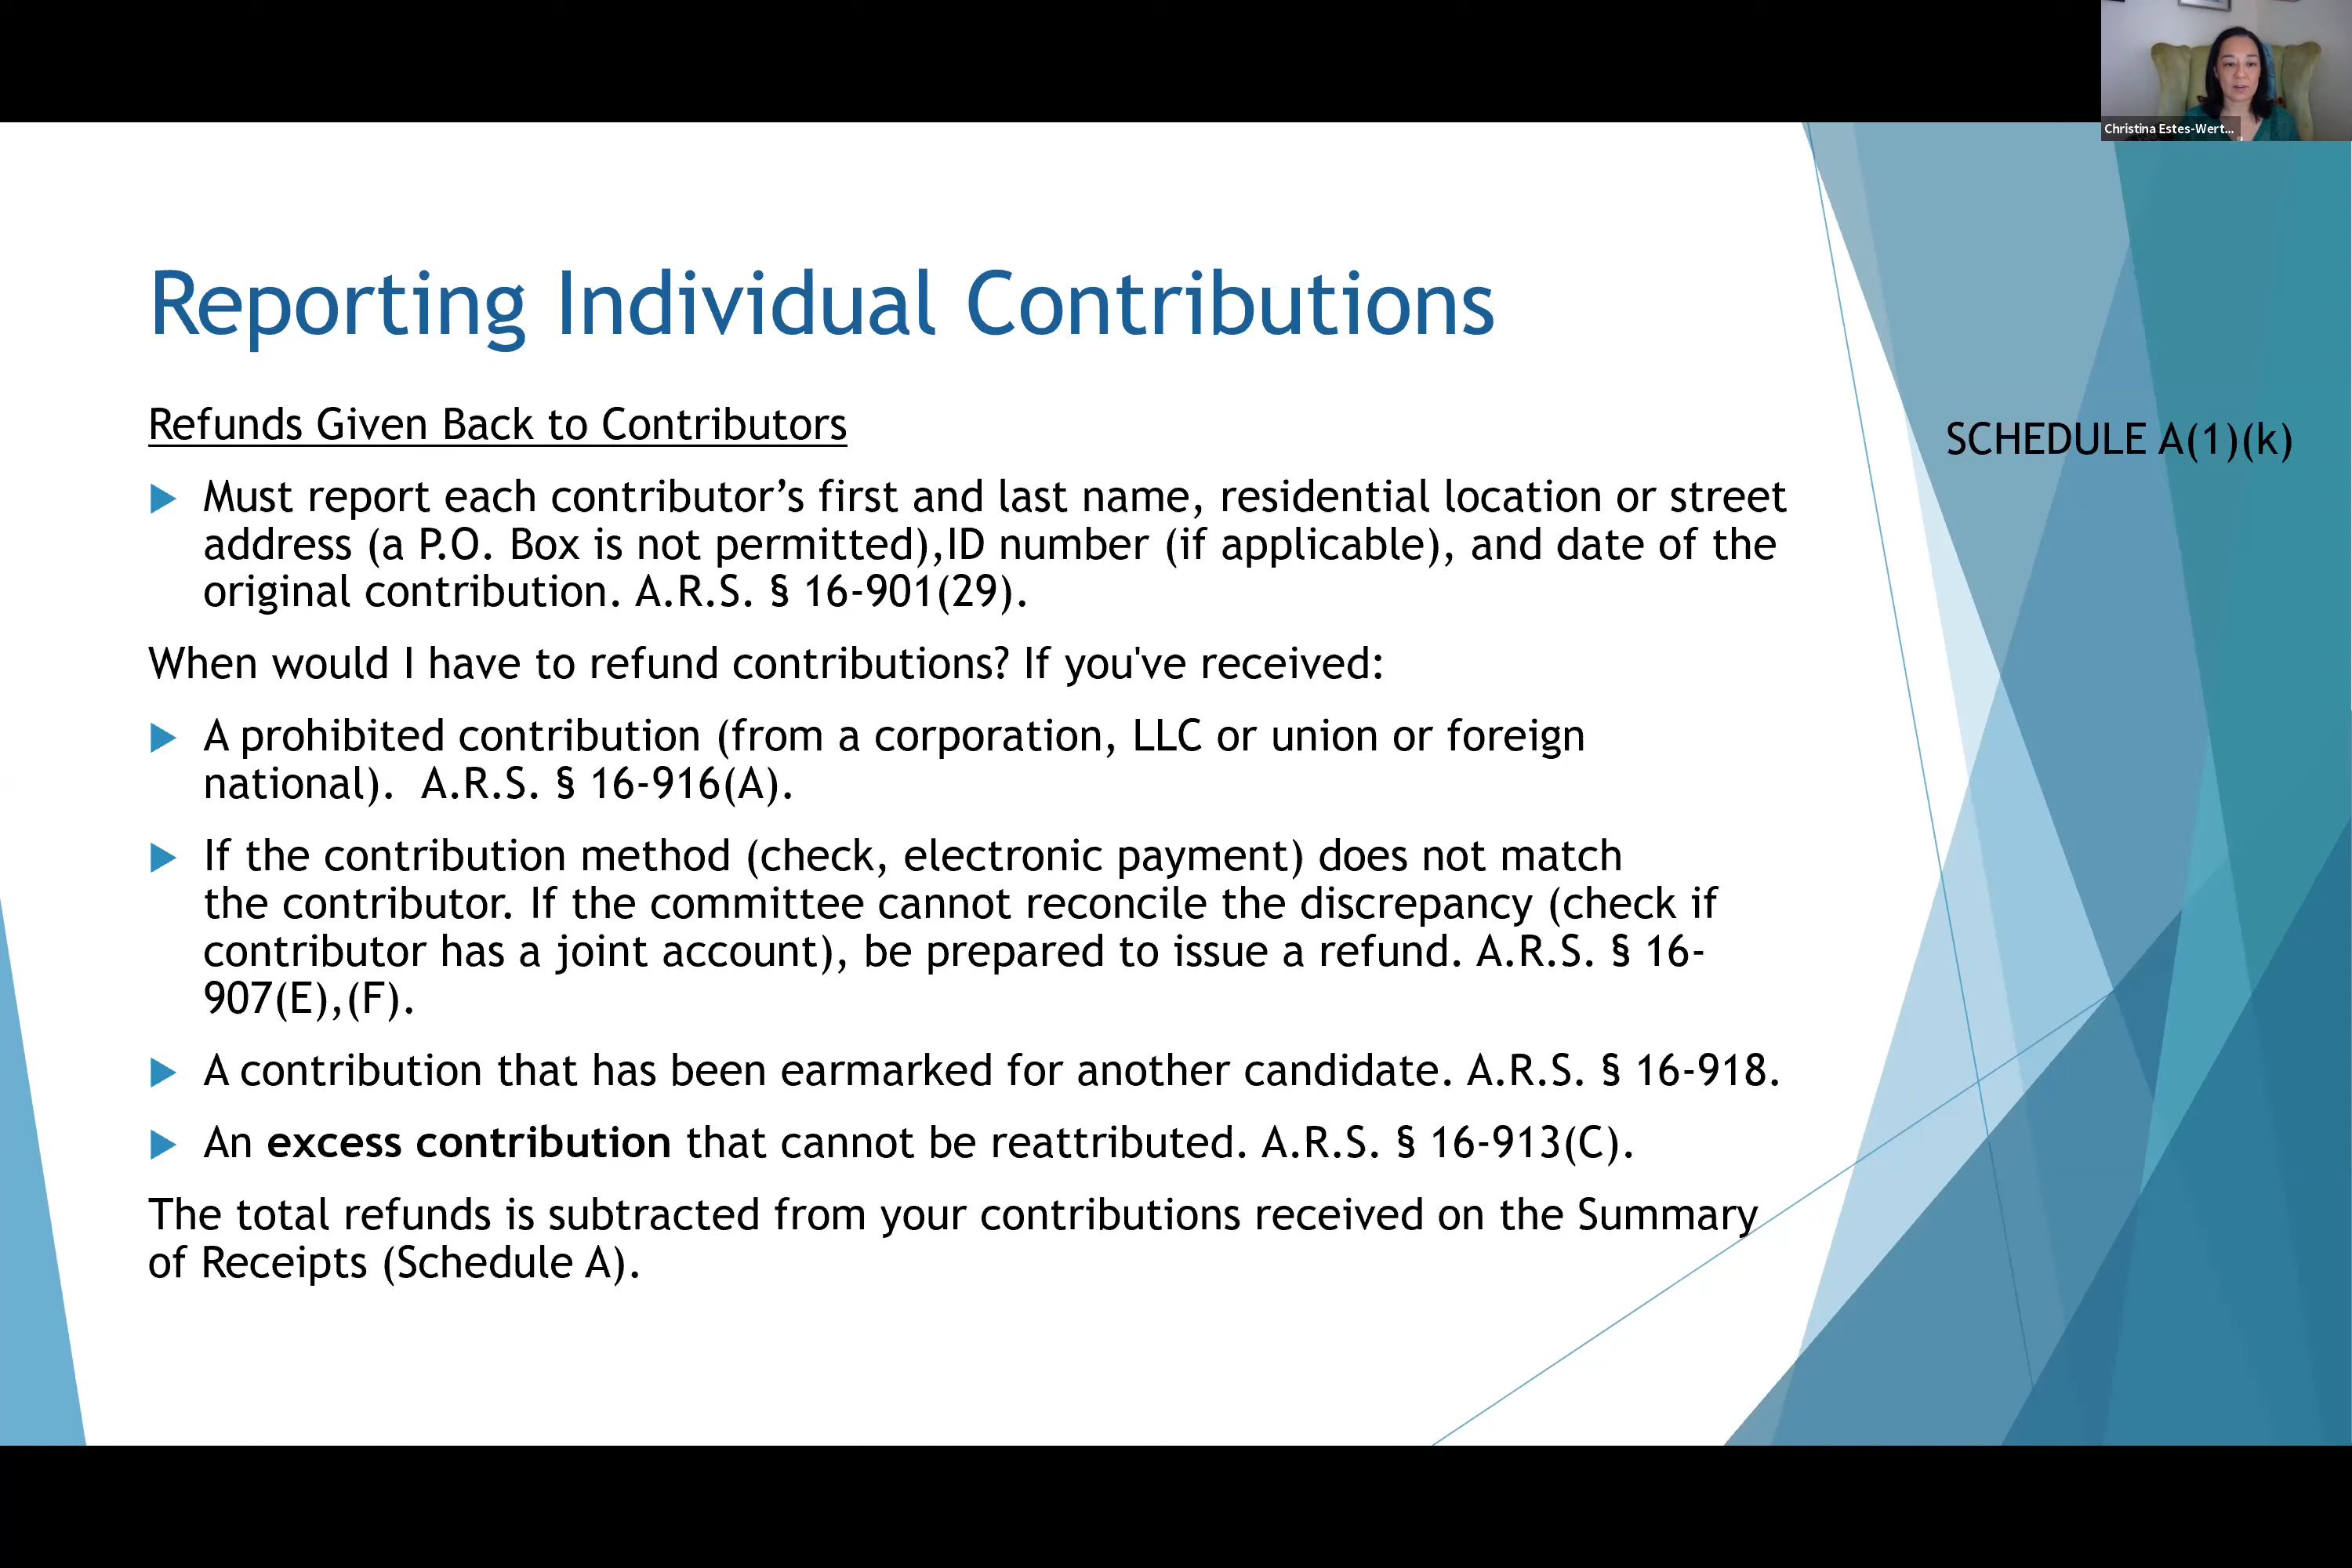 Christina Estes-Wert...
Reporting Individual Contributions
Refunds Given Back to Contributors
SCHEDULE A(1)(k)
Must report each contributor’s first and last name, residential location or street
address (a P.O. Box is not permitted),ID number (if applicable), and date of the
original contribution. A.R.S. § 16-901(29).
When would I have to refund contributions? If you've received:
A prohibited contribution (from a corporation, LLC or union or foreign
national).  A.R.S. § 16-916(A).
If the contribution method (check, electronic payment) does not match
the contributor. If the committee cannot reconcile the discrepancy (check if
contributor has a joint account), be prepared to issue a refund. A.R.S. § 16-
907(E),(F).
A contribution that has been earmarked for another candidate. A.R.S. § 16-918.
An excess contribution that cannot be reattributed. A.R.S. § 16-913(C).
The total refunds is subtracted from your contributions received on the Summary
of Receipts (Schedule A).